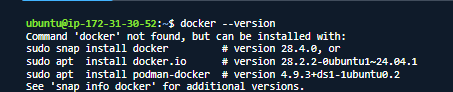 ubuntu@ip-172-31-30-52:~$ docker --version
Command 'docker' not found, but can be installed with:
sudo snap install docker        # version 28.4.0, or
sudo apt  install docker.io     # version 28.2.2-0ubuntu1~24.04.1
sudo apt  install podman-docker # version 4.9.3+ds1-1ubuntu0.2
See 'snap info docker' for additional versions.